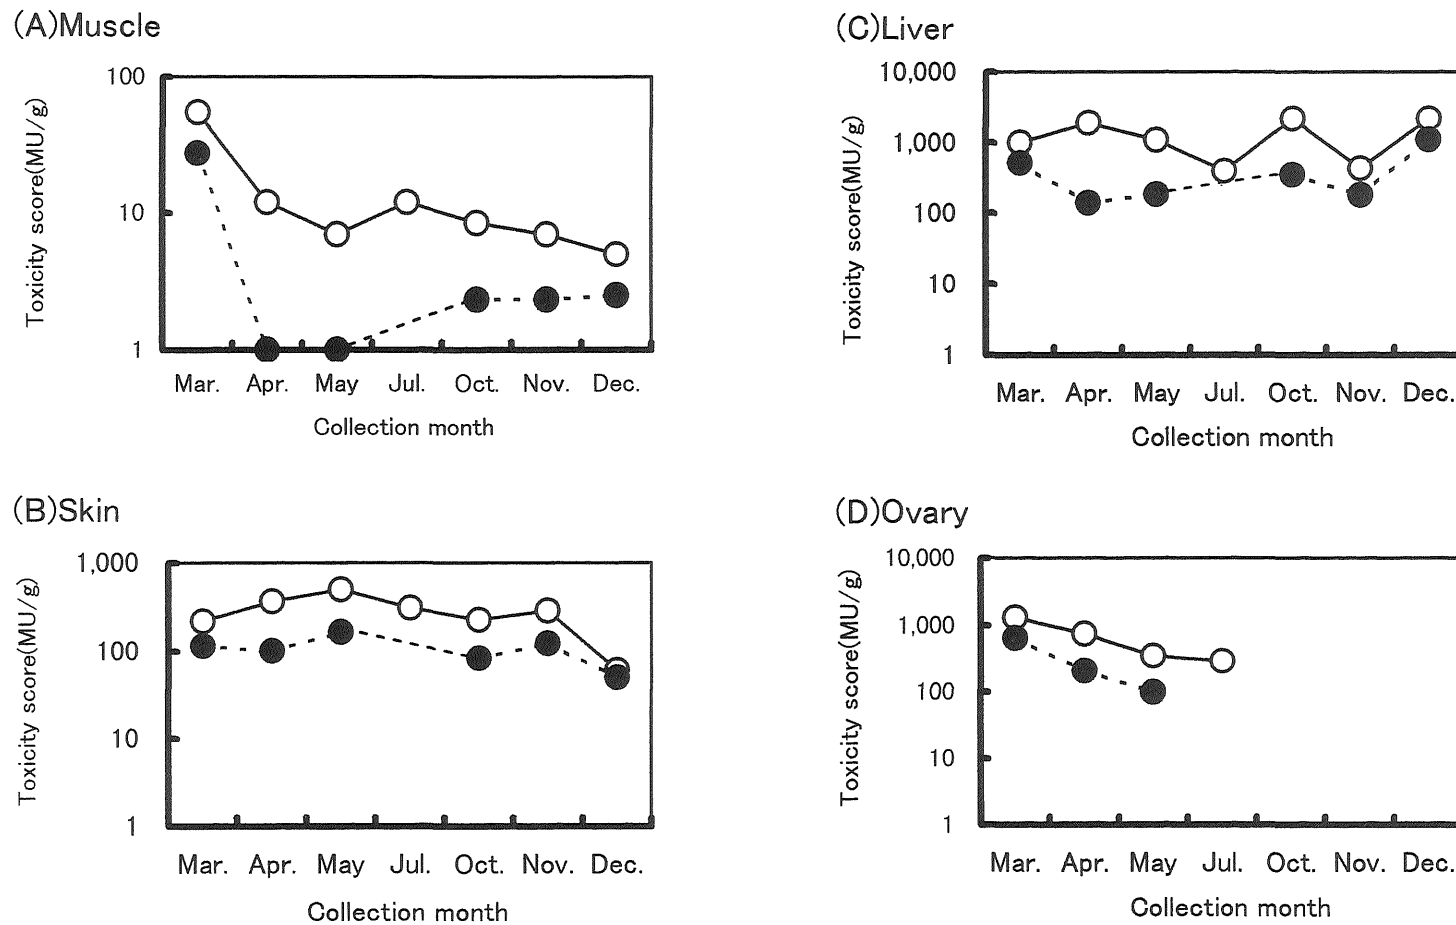 (A)Muscle
100
10
1
Toxicity score(MU/g)
Mar. Apr. May Jul. Oct. Nov. Dec.
Collection month
(B)Skin
1,000
100
10
1
Toxicity score(MU/g)
Mar. Apr. May Jul. Oct. Nov. Dec.
Collection month
(C)Liver
10,000
1,000
100
10
1
Toxicity score(MU/g)
Mar. Apr. May Jul. Oct. Nov. Dec.
Collection month
(D)Ovary
10,000
1,000
100
10
1
Toxicity score(MU/g)
Mar. Apr. May Jul. Oct. Nov. Dec.
Collection month